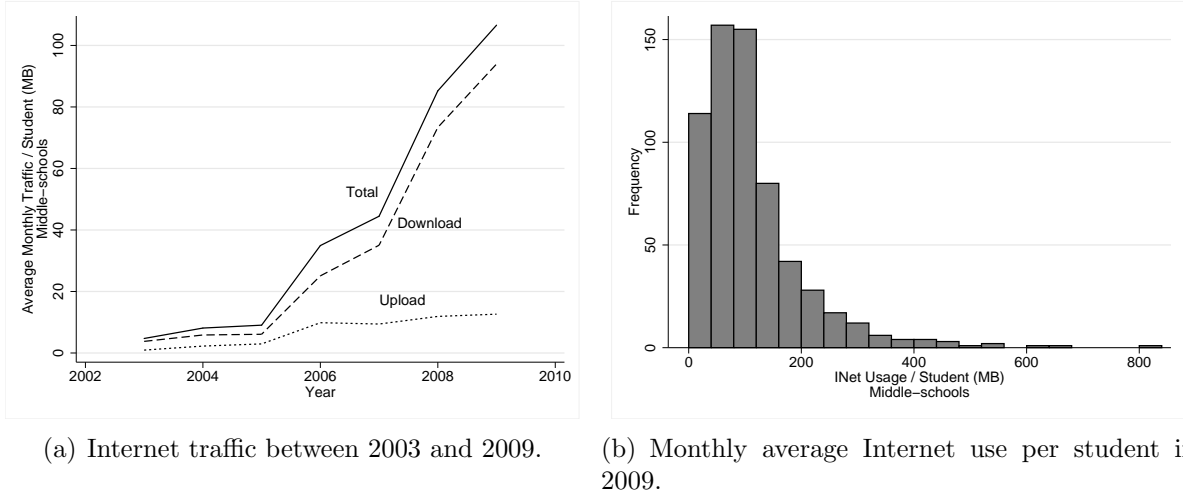 Average Monthly Traffic / Student (MB)
Middle−schools
100
80
60
40
20
0
Total
Download
Upload
2002 2004 2006 2008 2010
Year
(a) Internet traffic between 2003 and 2009.
Frequency
150
100
50
0
0 200 400 600 800
INet Usage / Student (MB)
Middle−schools
(b) Monthly average Internet use per student i
2009.